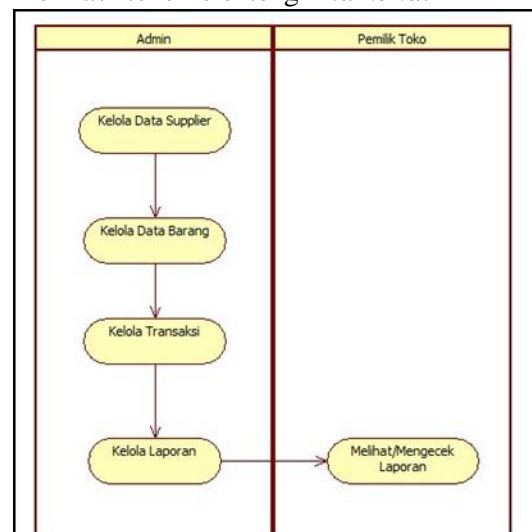 Admin
Pemilik Toko
Kelola Data Supplier
Kelola Data Barang
Kelola Transaksi
Kelola Laporan
Melihat/Mengecek
Laporan